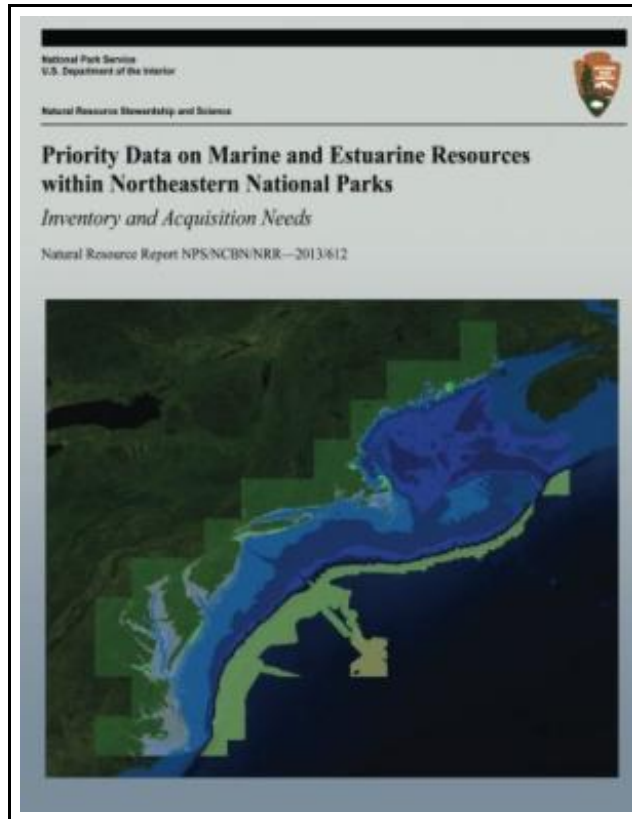 National Park Service
U.S. Department of the Interior
Natural Resource Stewardship and Science
Priority Data on Marine and Estuarine Resources
within Northeastern National Parks
Inventory and Acquisition Needs
Natural Resource Report NPS/NCBN/NRR—2013/612